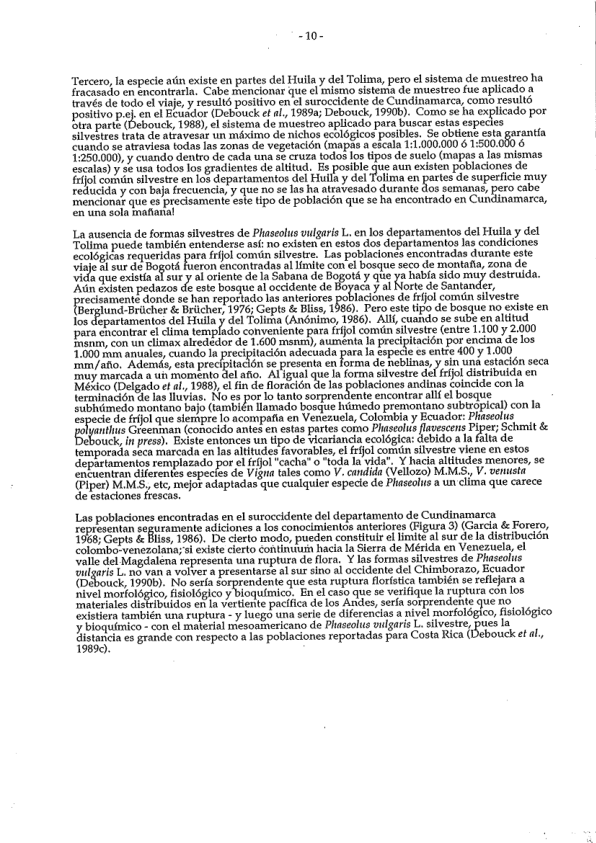 - 10 -
Tercero, la especie aún existe en partes del Huila y del Tolima, pero el sistema de muestreo ha
fracasado en encontrarla. Cabe mencionar que el mismo sistema de muestreo fue aplicado a
través de todo el viaje, y resultó positivo en el suroccidente de Cundinamarca, como resultó
positivo p.ej. en el Ecuador (Debouck et al., 1989a; Debouck, 1990b). Como se ha explicado por
otra parte (Debouck, 1988), el sistema de muestreo aplicado para buscar estas especies
silvestres trata de atravesar un máximo de nichos ecológicos posibles. Se obtiene esta garantía
cuando se atraviesa todas las zonas de vegetación (mapas a escala 1:1.000.000 ó 1:500.000 ó
1:250.000), y cuando dentro de cada una se cruza todos los tipos de suelo (mapas a las mismas
escalas) y se usa todos los gradientes de altitud. Es posible que aun existen poblaciones de
fríjol común silvestre en los departamentos del Huila y del Tolima en partes de superficie muy
reducida y con baja frecuencia, y que no se las ha atravesado durante dos semanas, pero cabe
mencionar que es precisamente este tipo de población que se ha encontrado en Cundinamarca,
en una sola mañana!
La ausencia de formas silvestres de Phaseolus vulgaris L. en los departamentos del Huila y del
Tolima puede también entenderse así: no existen en estos dos departamentos las condiciones
ecológicas requeridas para fríjol común silvestre. Las poblaciones encontradas durante este
viaje al sur de Bogotá fueron encontradas al límite con el bosque seco de montaña, zona de
vida que existía al sur y al oriente de la Sabana de Bogotá y que ya había sido muy destruida.
Aún existen pedazos de este bosque al occidente de Boyaca y al Norte de Santander,
precisamente donde se han reportado las anteriores poblaciones de fríjol común silvestre
(Berglund-Brücher & Brücher, 1976; Gepts & Bliss, 1986). Pero este tipo de bosque no existe en
los departamentos del Huila y del Tolima (Anónimo, 1986). Allí, cuando se sube en altitud
para encontrar el clima templado conveniente para fríjol común silvestre (entre 1.100 y 2.000
msnm, con un climax alrededor de 1.600 msnm), aumenta la precipitación por encima de los
1.000 mm anuales, cuando la precipitación adecuada para la especie es entre 400 y 1.000
mm/año. Además, esta precipitación se presenta en forma de neblinas, y sin una estación seca
muy marcada a un momento del año. Al igual que la forma silvestre del fríjol distribuida en
México (Delgado et al., 1988), el fin de floración de las poblaciones andinas coincide con la
terminación de las lluvias. No es por lo tanto sorprendente encontrar allí el bosque
subhúmedo montano bajo (también llamado bosque húmedo premontano subtropical) con la
especie de fríjol que siempre lo acompaña en Venezuela, Colombia y Ecuador: Phaseolus
polyanthus Greenman (conocido antes en estas partes como Phaseolus flavescens Piper; Schmit &
Debouck, in press). Existe entonces un tipo de vicariancia ecológica: debido a la falta de
temporada seca marcada en las altitudes favorables, el fríjol común silvestre viene en estos
departamentos remplazado por el fríjol "cacha" o "toda la vida". Y hacia altitudes menores, se
encuentran diferentes especies de Vigna tales como V. candida (Vellozo) M.M.S., V. venusta
(Piper) M.M.S., etc, mejor adaptadas que cualquier especie de Phaseolus a un clima que carece
de estaciones frescas.
Las poblaciones encontradas en el suroccidente del departamento de Cundinamarca
representan seguramente adiciones a los conocimientos anteriores (Figura 3) (Garcia & Forero,
1968; Gepts & Bliss, 1986). De cierto modo, pueden constituir el limite al sur de la distribución
colombo-venezolana; si existe cierto continuum hacia la Sierra de Mérida en Venezuela, el
valle del Magdalena representa una ruptura de flora. Y las formas silvestres de Phaseolus
vulgaris L. no van a volver a presentarse al sur sino al occidente del Chimborazo, Ecuador
(Debouck, 1990b). No sería sorprendente que esta ruptura florística también se reflejara a
nivel morfológico, fisiológico y bioquímico. En el caso que se verifique la ruptura con los
materiales distribuidos en la vertiente pacífica de los Andes, sería sorprendente que no
existiera también una ruptura - y luego una serie de diferencias a nivel morfológico, fisiológico
y bioquímico - con el material mesoamericano de Phaseolus vulgaris L. silvestre, pues la
distancia es grande con respecto a las poblaciones reportadas para Costa Rica (Debouck et al.,
1989c).